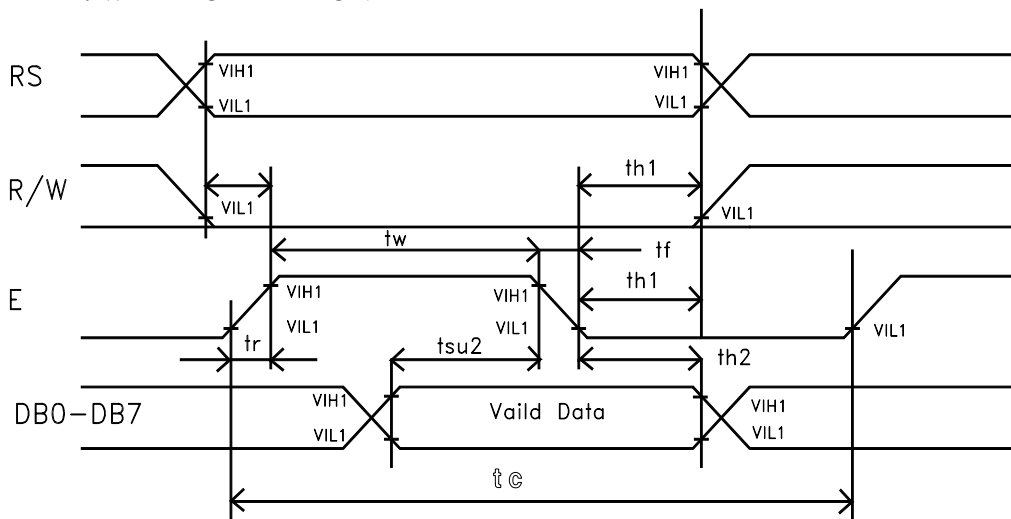 RS VIH1 VIH1
VIL1 VIL1
R/W VIL1 th1 VIL1
tw tf
E VIH1 VIH1 th1
VIL1 VIL1 VIL1
tr tsu2 th2
DB0-DB7 VIH1 Vaild Data VIH1
VIL1 VIL1
tc